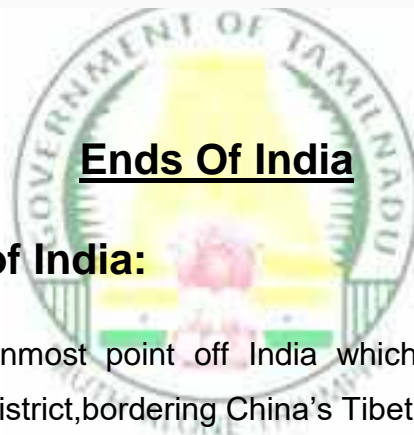 GOVERNMENT OF TAMILNADU
Ends Of India
of India:
nmost point off India which
istrict,bordering China's Tibet